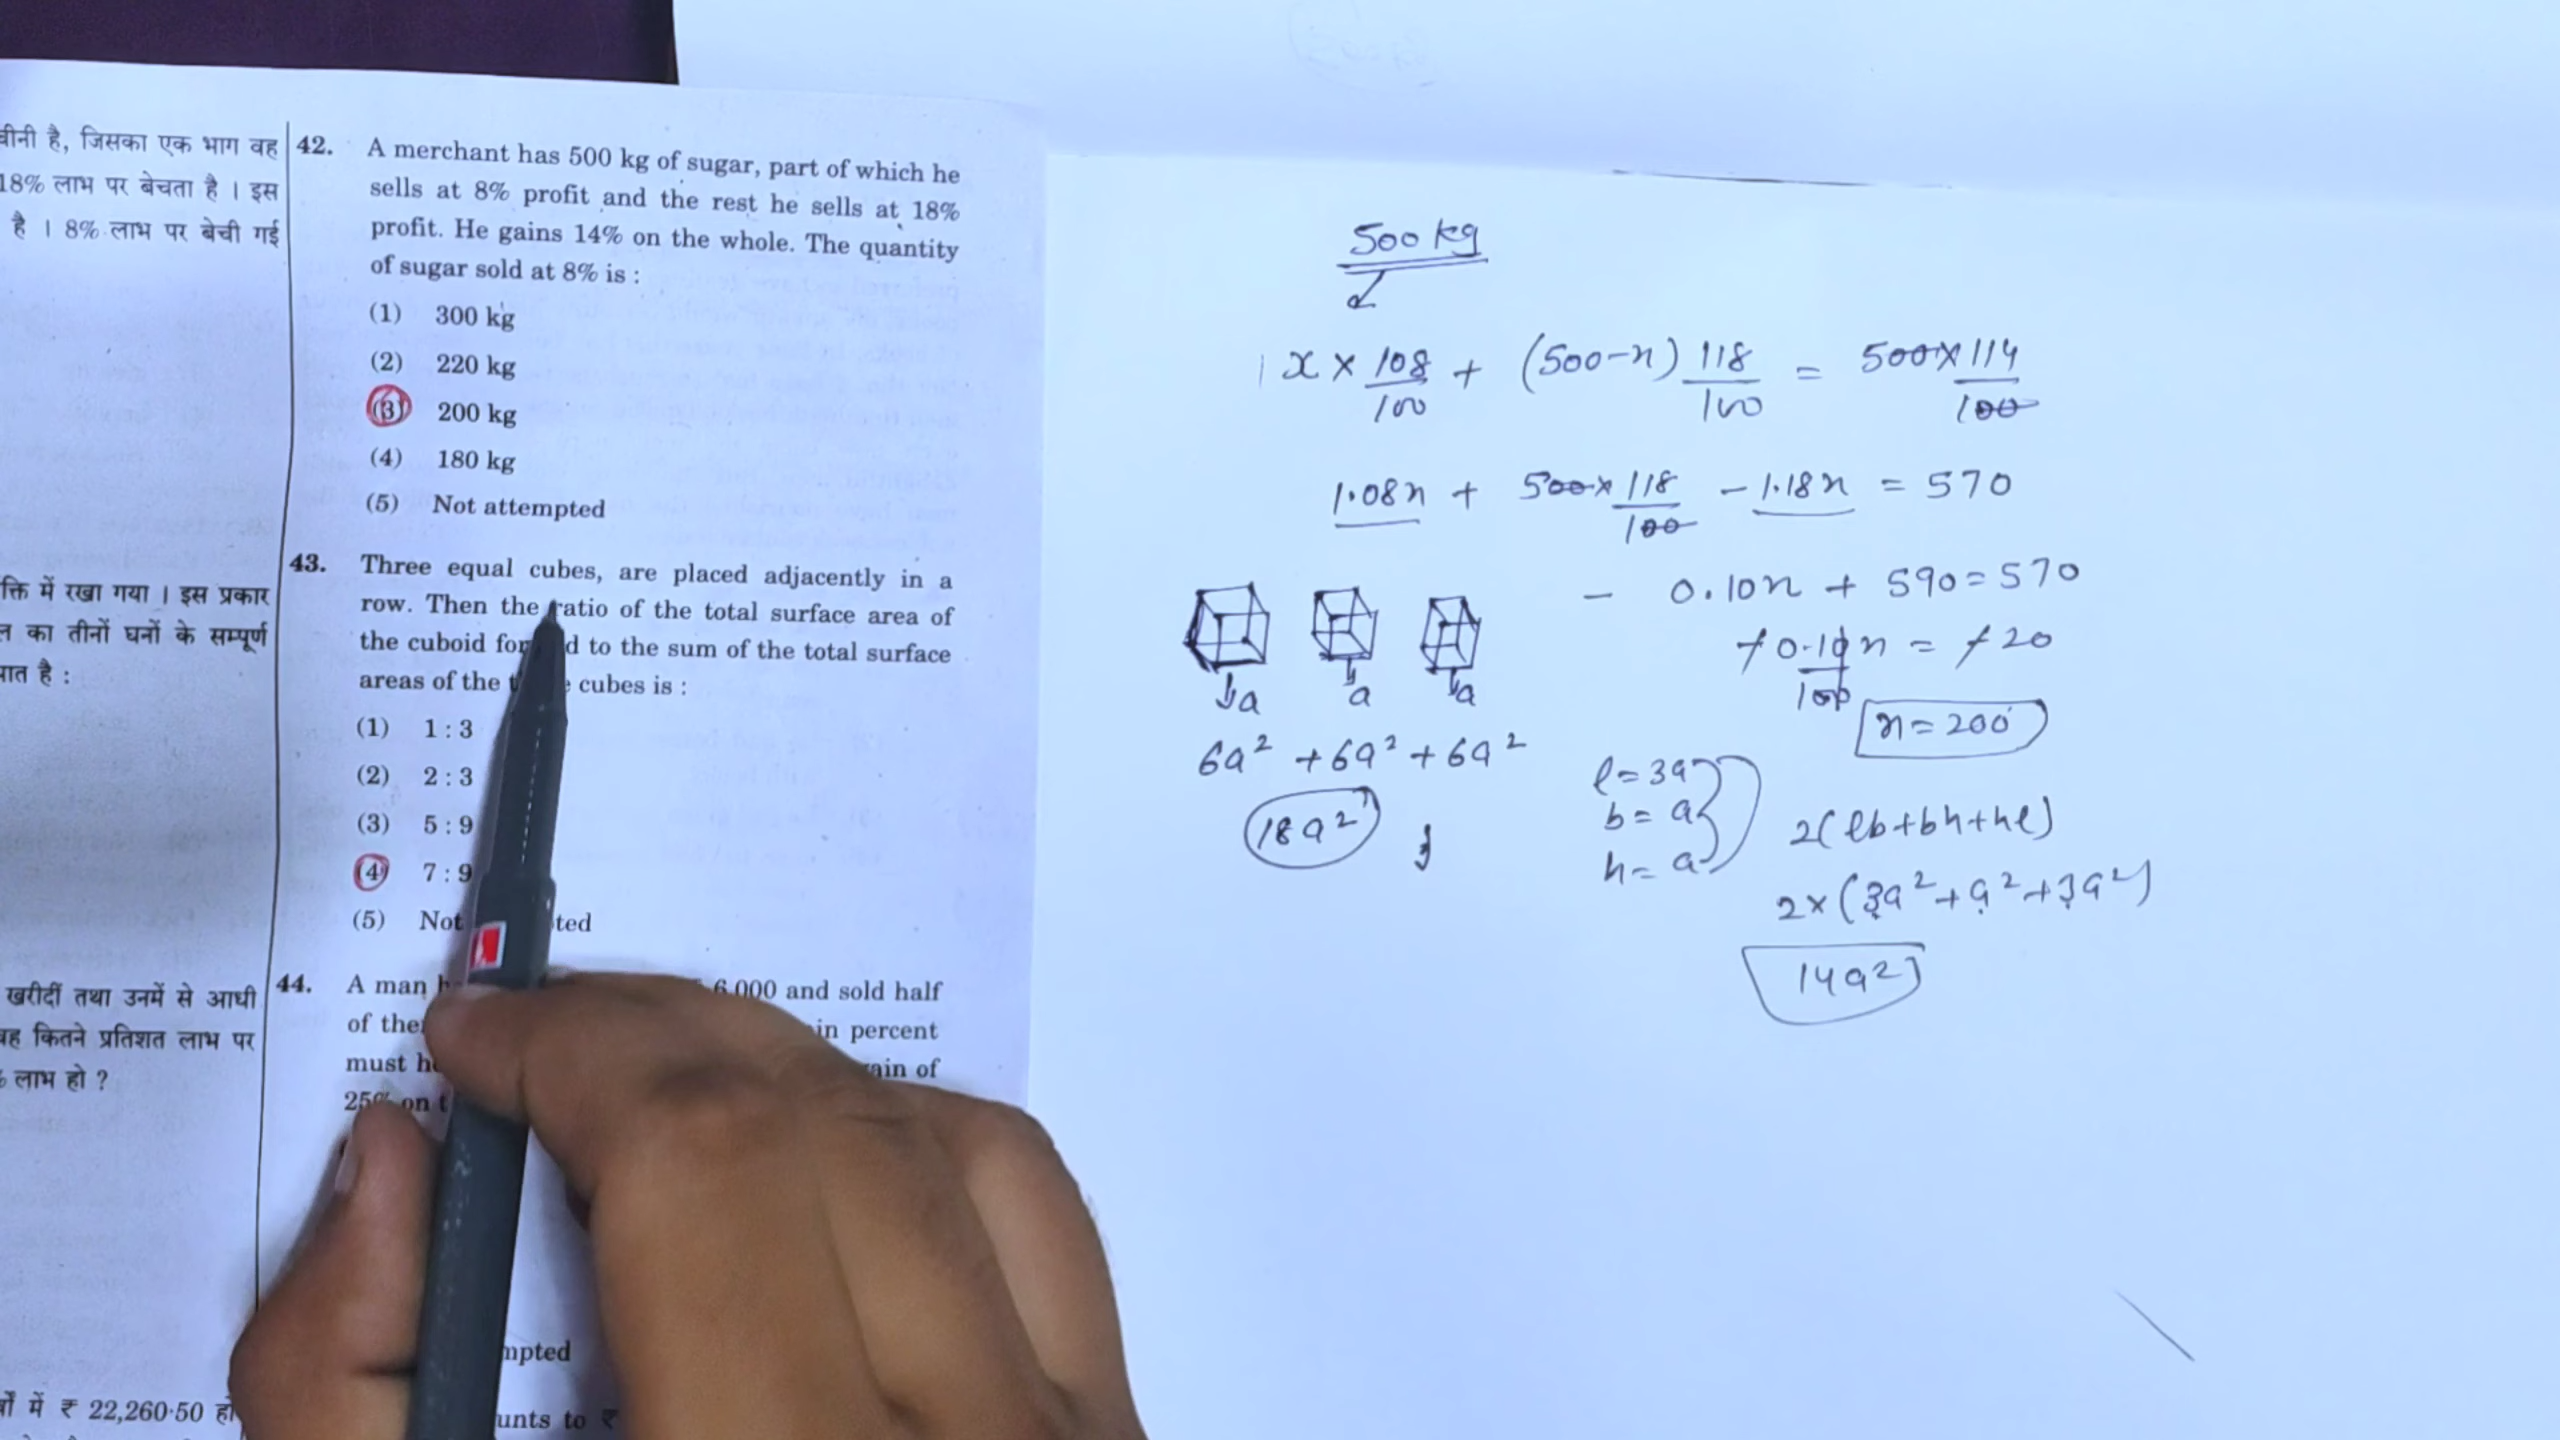 चीनी है, जिसका एक भाग वह
18% लाभ पर बेचता है । इस
है । 8% लाभ पर बेची गई
क्ति में रखा गया । इस प्रकार
का तीनों घनों के सम्पूर्ण
है :
खरीदीं तथा उनमें से आधी
वह कितने प्रतिशत लाभ पर
लाभ हो ?
में ₹ 22,260·50
42. A merchant has 500 kg of sugar, part of which he
sells at 8% profit and the rest he sells at 18%
profit. He gains 14% on the whole. The quantity
of sugar sold at 8% is :
(1) 300 kg
(2) 220 kg
(3) 200 kg
(4) 180 kg
(5) Not attempted
43. Three equal cubes, are placed adjacently in a
row. Then the ratio of the total surface area of
the cuboid for d to the sum of the total surface
areas of the cubes is :
(1) 1 : 3
(2) 2 : 3
(3) 5 : 9
(4) 7 : 9
(5) Not ted
44. A man 6,000 and sold half
of in percent
must ain of
25% on
mpted
unts to ₹
500 kg
x × 108/100 + (500-x) 118/100 = 500×114/100
1.08x + 500×118/100 - 1.18x = 570
- 0.10x + 590 = 570
+0.10x = +20
100
x = 200
a a a
6a² + 6a² + 6a²
18a²
l = 3a
b = a
h = a
2(lb+bh+hl)
2×(3a²+a²+3a²)
14a²